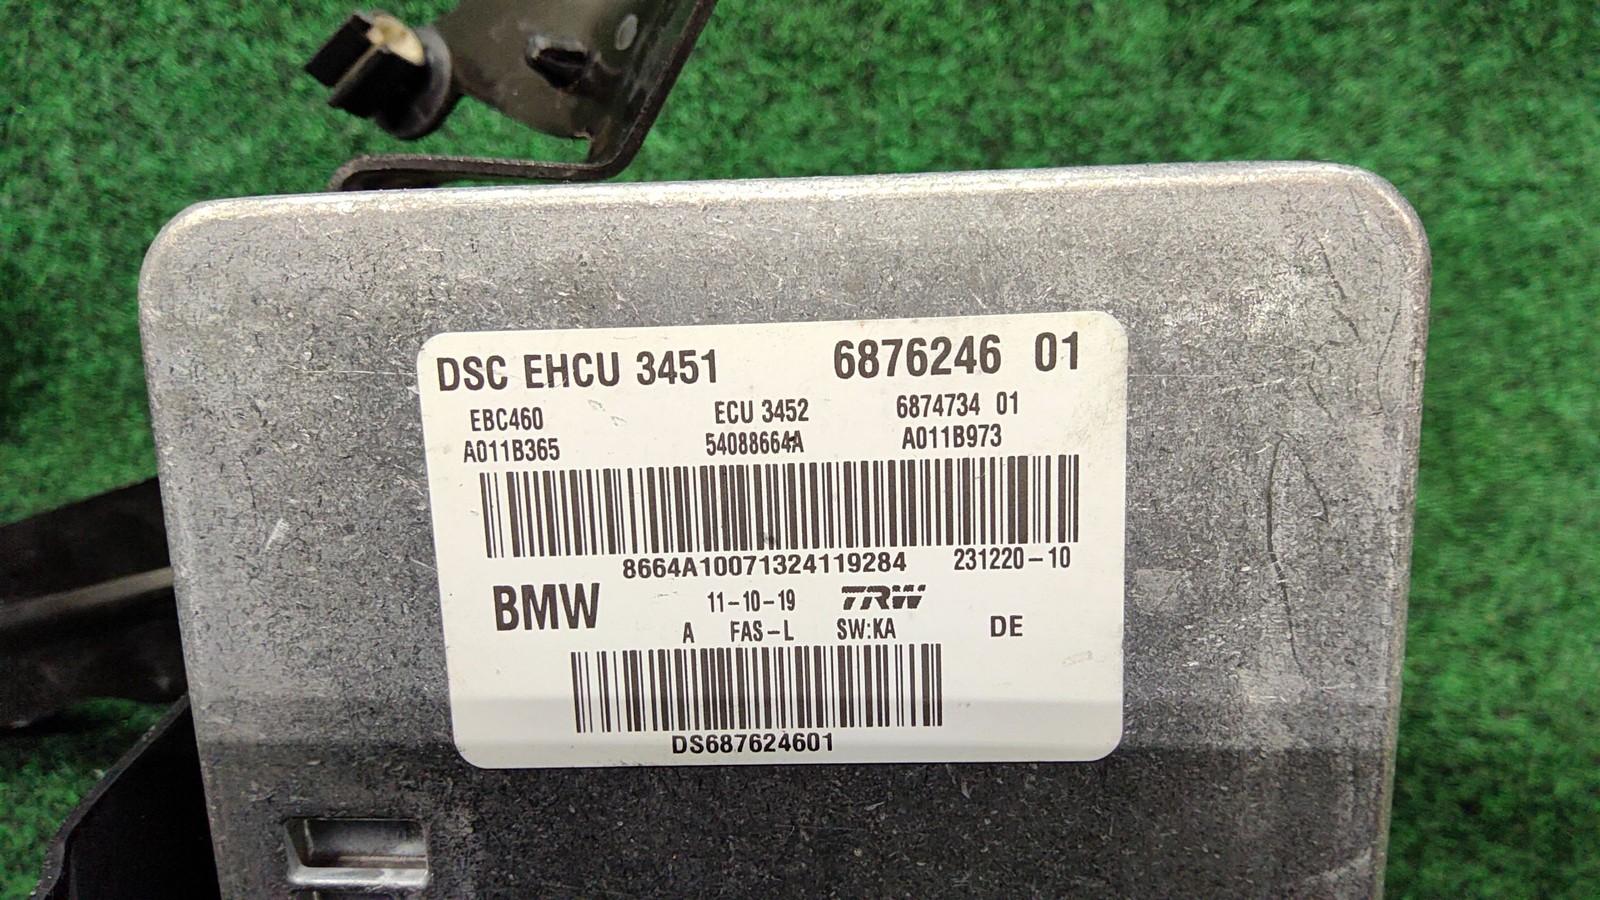 DSC EHCU 3451 6876246 01
EBC460 ECU 3452 6874734 01
A011B365 54088664A A011B973
8664A10071324119284 231220-10
BMW 11-10-19 TRW
A FAS-L SW:KA DE
DS687624601